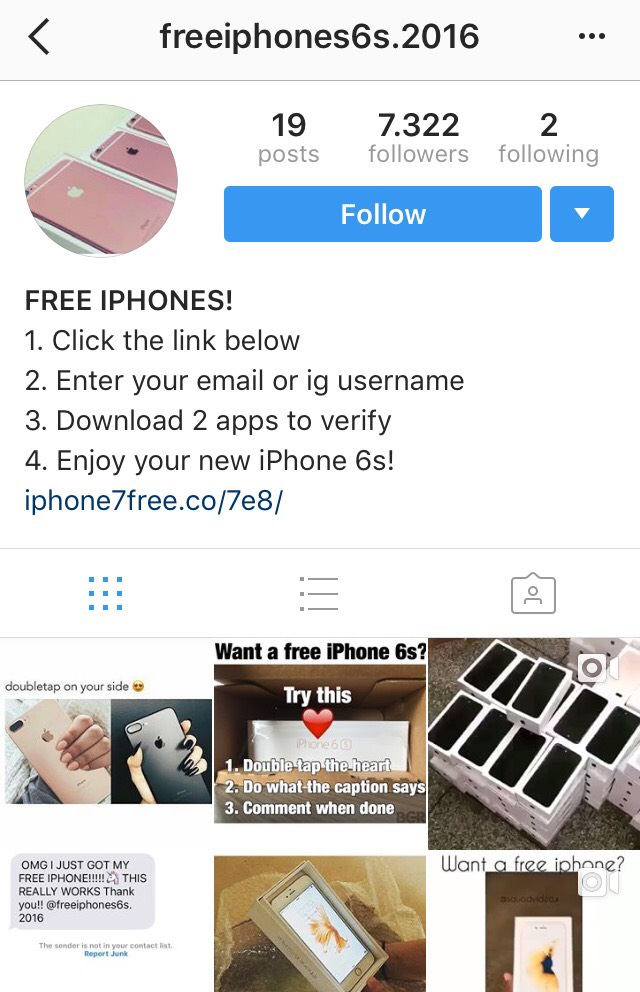 freeiphones6s.2016
19
posts
7.322
followers
2
following
Follow
FREE IPHONES!
1. Click the link below
2. Enter your email or ig username
3. Download 2 apps to verify
4. Enjoy your new iPhone 6s!
iphone7free.co/7e8/
doubletap on your side 😍
Want a free iPhone 6s?
Try this
iPhone 6 S
1. Double-tap the heart
2. Do what the caption says
3. Comment when done
BGR
OMG I JUST GOT MY
FREE IPHONE!!!!!🦄 THIS
REALLY WORKS Thank
you!! @freeiphones6s.
2016
The sender is not in your contact list.
Report Junk
Want a free iphone?